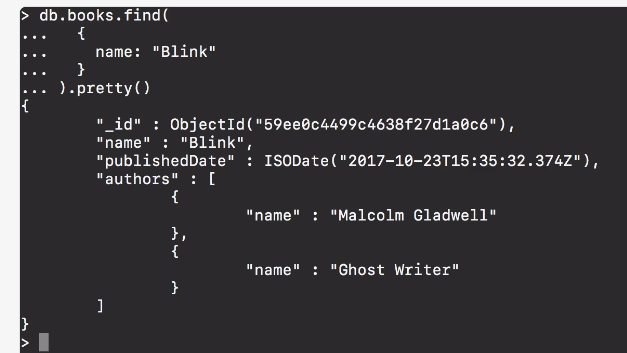 > db.books.find(
... {
... name: "Blink"
... }
... ).pretty()
{
"_id" : ObjectId("59ee0c4499c4638f27d1a0c6"),
"name" : "Blink",
"publishedDate" : ISODate("2017-10-23T15:35:32.374Z"),
"authors" : [
{
"name" : "Malcolm Gladwell"
},
{
"name" : "Ghost Writer"
}
]
}
>